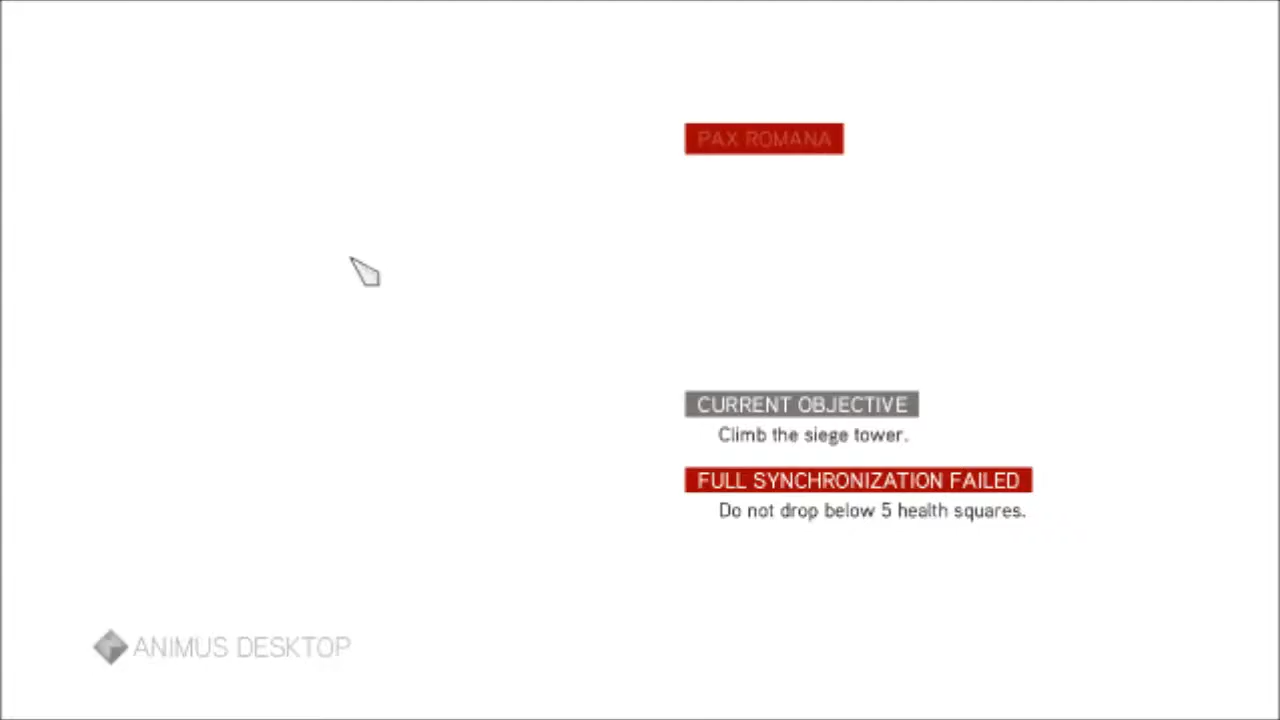 PAX ROMANA
CURRENT OBJECTIVE
Climb the siege tower.
FULL SYNCHRONIZATION FAILED
Do not drop below 5 health squares.
ANIMUS DESKTOP